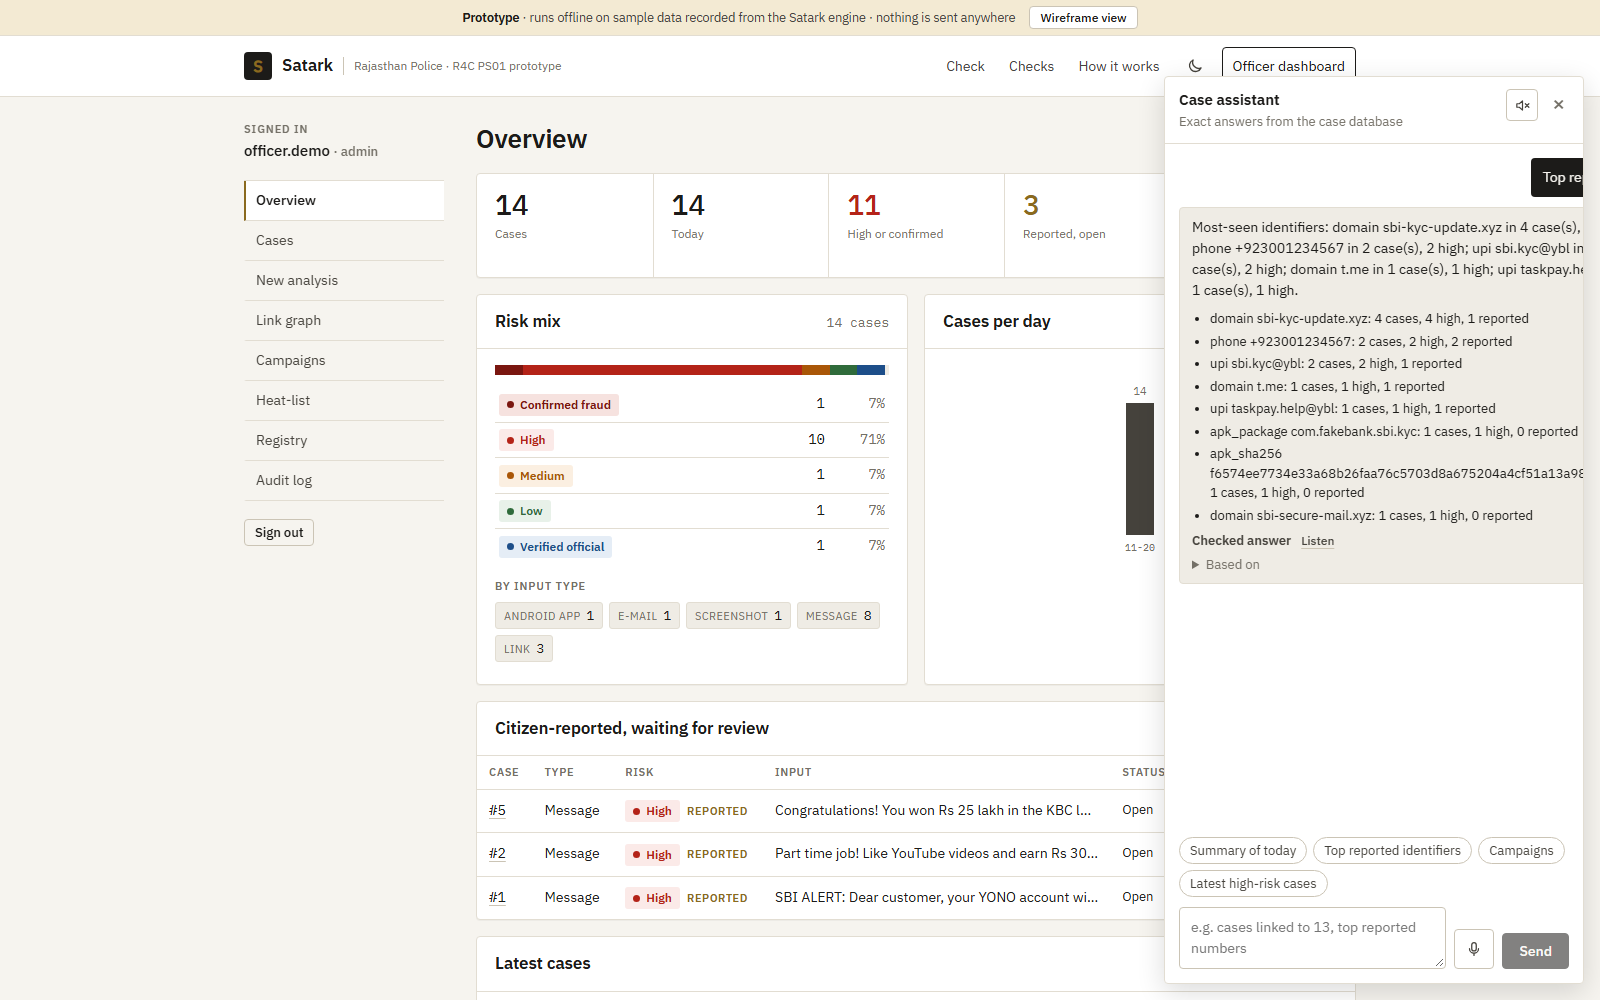 Prototype · runs offline on sample data recorded from the Satark engine · nothing is sent anywhere
Wireframe view
S
Satark
Rajasthan Police · R4C PS01 prototype
Check
Checks
How it works
Officer dashboard
SIGNED IN
officer.demo · admin
Overview
Cases
New analysis
Link graph
Campaigns
Heat-list
Registry
Audit log
Sign out
Overview
14
Cases
14
Today
11
High or confirmed
3
Reported, open
Risk mix
14 cases
Confirmed fraud 1 7%
High 10 71%
Medium 1 7%
Low 1 7%
Verified official 1 7%
BY INPUT TYPE
ANDROID APP 1
E-MAIL 1
SCREENSHOT 1
MESSAGE 8
LINK 3
Cases per day
14
11-20
Citizen-reported, waiting for review
CASE TYPE RISK INPUT STATUS
#5 Message High REPORTED Congratulations! You won Rs 25 lakh in the KBC l... Open
#2 Message High REPORTED Part time job! Like YouTube videos and earn Rs 30... Open
#1 Message High REPORTED SBI ALERT: Dear customer, your YONO account wi... Open
Latest cases
Case assistant
Exact answers from the case database
Top
Most-seen identifiers: domain sbi-kyc-update.xyz in 4 case(s),
phone +923001234567 in 2 case(s), 2 high; upi sbi.kyc@ybl in
case(s), 2 high; domain t.me in 1 case(s), 1 high; upi
1 case(s), 1 high.
domain sbi-kyc-update.xyz: 4 cases, 4 high, 1 reported
phone +923001234567: 2 cases, 2 high, 2 reported
upi sbi.kyc@ybl: 2 cases, 2 high, 1 reported
domain t.me: 1 cases, 1 high, 1 reported
upi taskpay.help@ybl: 1 cases, 1 high, 1 reported
apk_package com.fakebank.sbi.kyc: 1 cases, 1 high, 0 reported
apk_sha256
f6574ee7734e33a68b26faa76c5703d8a675204a4cf51a13a98
1 cases, 1 high, 0 reported
domain sbi-secure-mail.xyz: 1 cases, 1 high, 0 reported
Checked answer Listen
Based on
Summary of today
Top reported identifiers
Campaigns
Latest high-risk cases
e.g. cases linked to 13, top reported
numbers
Send